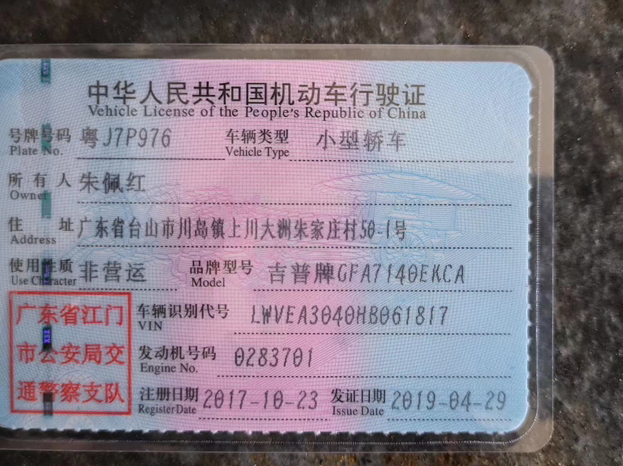 中华人民共和国机动车行驶证
Vehicle License of the People's Republic of China
号牌号码 粤J7P976 车辆类型 小型轿车
Plate No. Vehicle Type
所有人 朱佩红
Owner
住址 广东省台山市川岛镇上川大洲朱家庄村50-1号
Address
使用性质 非营运 品牌型号 吉普牌GFA7140EKCA
Use Character Model
广东省江门 车辆识别代号 LWVEA3040HB061817
VIN
市公安局交 发动机号码 0283701
Engine No.
通警察支队 注册日期 2017-10-23 发证日期 2019-04-29
Register Date Issue Date